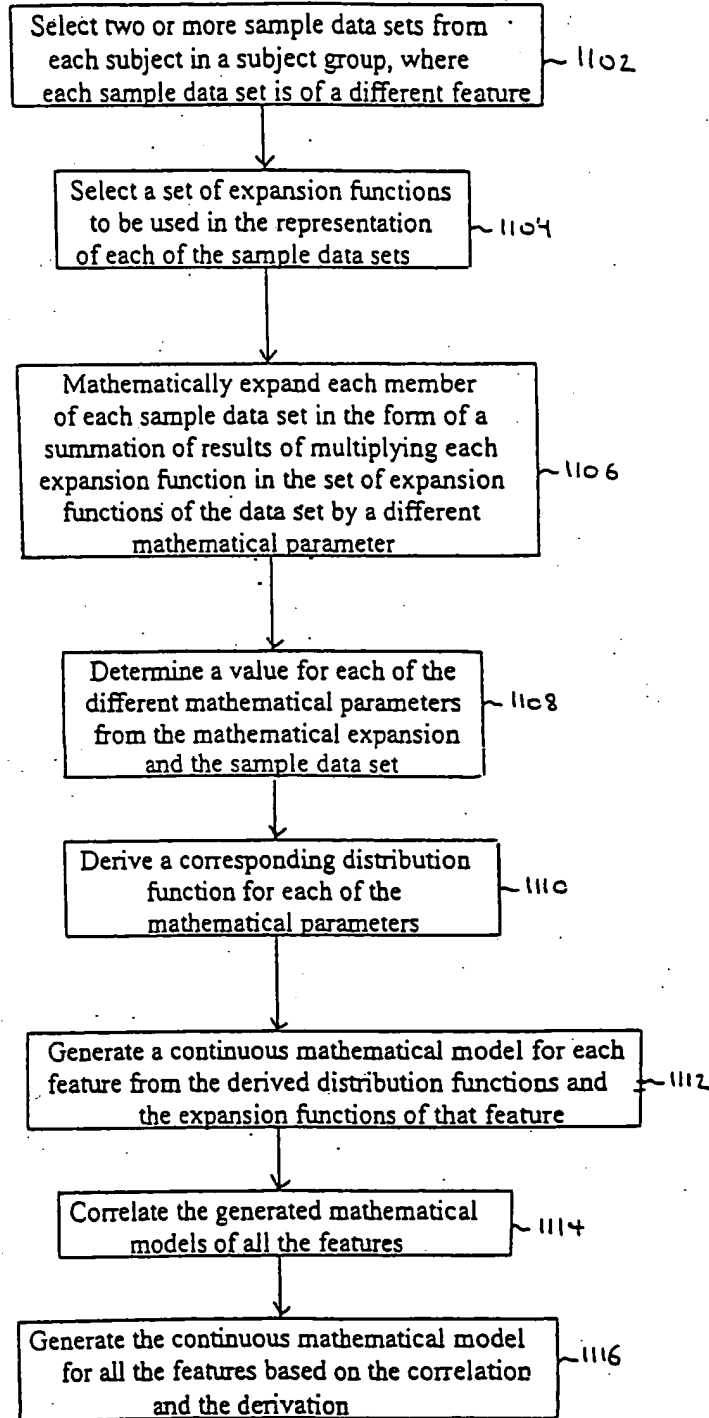 Select two or more sample data sets from
each subject in a subject group, where
each sample data set is of a different feature
1102
Select a set of expansion functions
to be used in the representation
of each of the sample data sets
1104
Mathematically expand each member
of each sample data set in the form of a
summation of results of multiplying each
expansion function in the set of expansion
functions of the data set by a different
mathematical parameter
1106
Determine a value for each of the
different mathematical parameters
from the mathematical expansion
and the sample data set
1108
Derive a corresponding distribution
function for each of the
mathematical parameters
1110
Generate a continuous mathematical model for each
feature from the derived distribution functions and
the expansion functions of that feature
1112
Correlate the generated mathematical
models of all the features
1114
Generate the continuous mathematical model
for all the features based on the correlation
and the derivation
1116